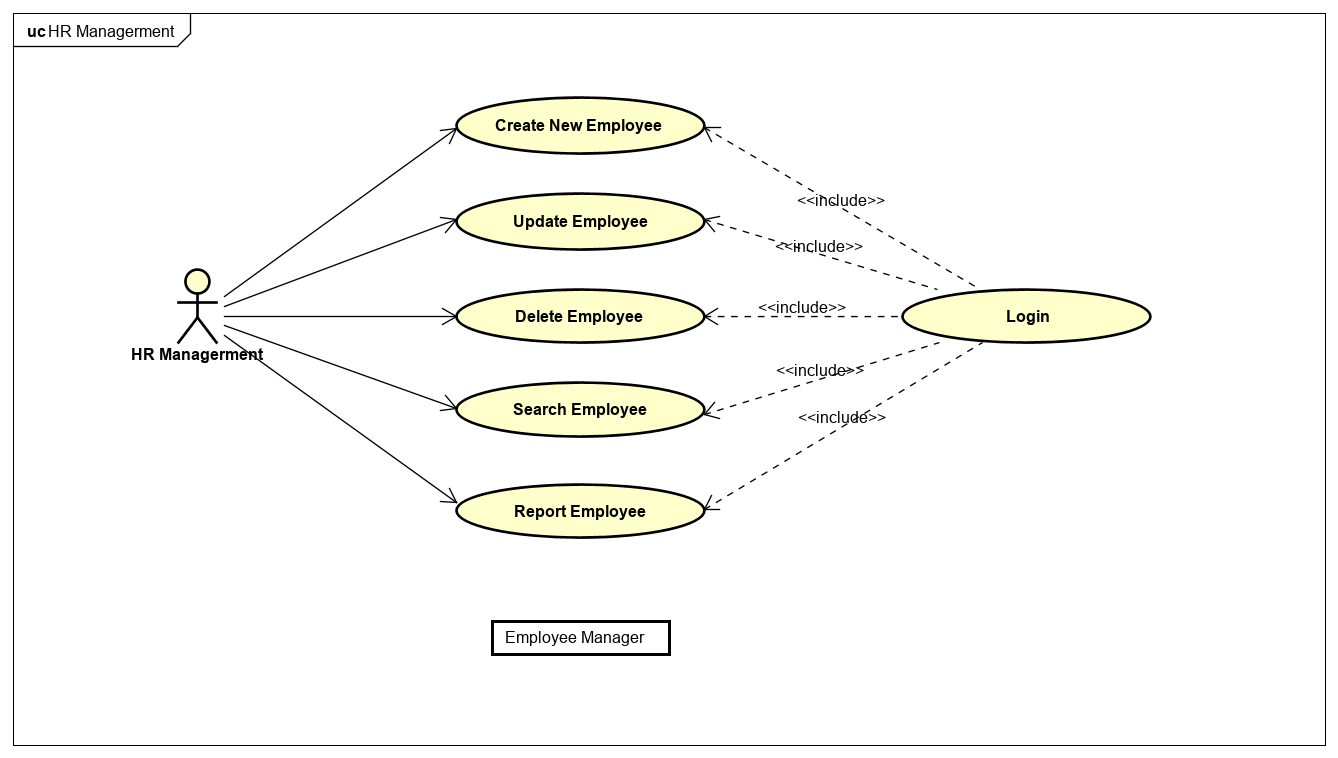 uc HR Managerment
Create New Employee
<<include>>
Update Employee
<<include>>
<<include>>
Delete Employee
Login
HR Managerment
<<include>>
Search Employee
<<include>>
Report Employee
Employee Manager